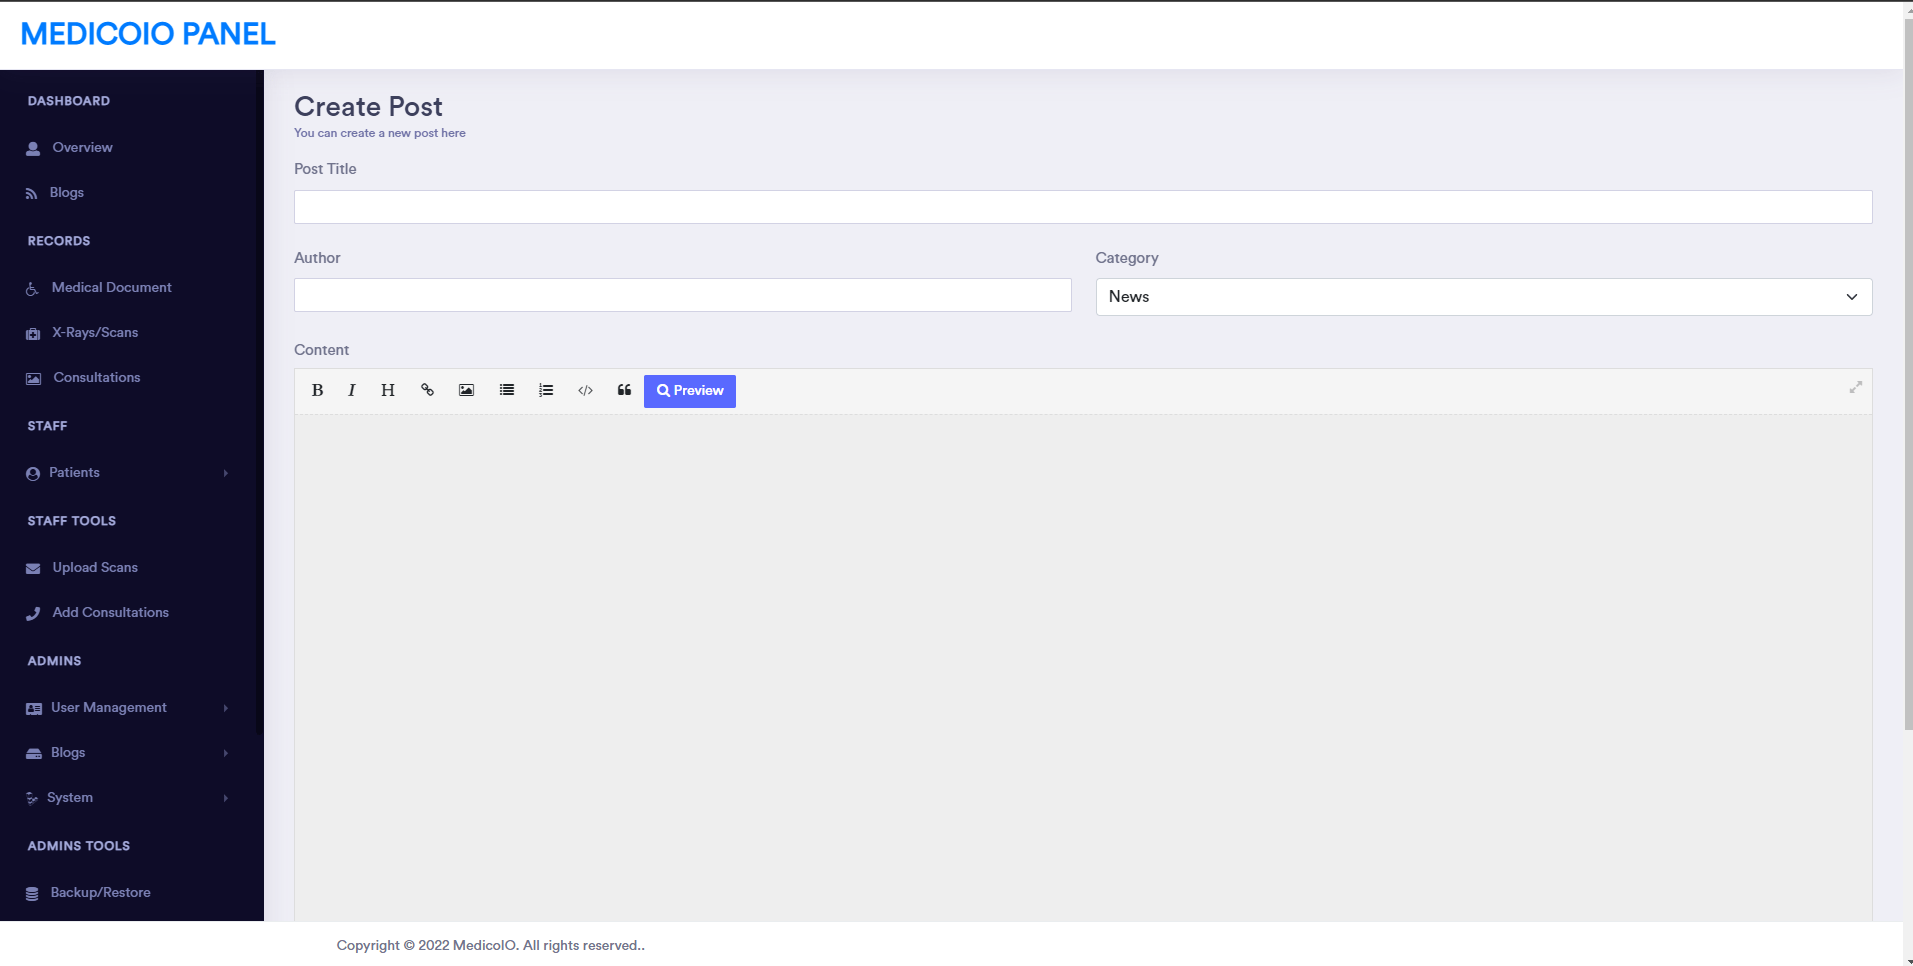 MEDICOIO PANEL
DASHBOARD
Overview
Blogs
RECORDS
Medical Document
X-Rays/Scans
Consultations
STAFF
Patients
STAFF TOOLS
Upload Scans
Add Consultations
ADMINS
User Management
Blogs
System
ADMINS TOOLS
Backup/Restore
Create Post
You can create a new post here
Post Title
Author
Category
News
Content
B I H </> Preview
Copyright © 2022 MedicoIO. All rights reserved..